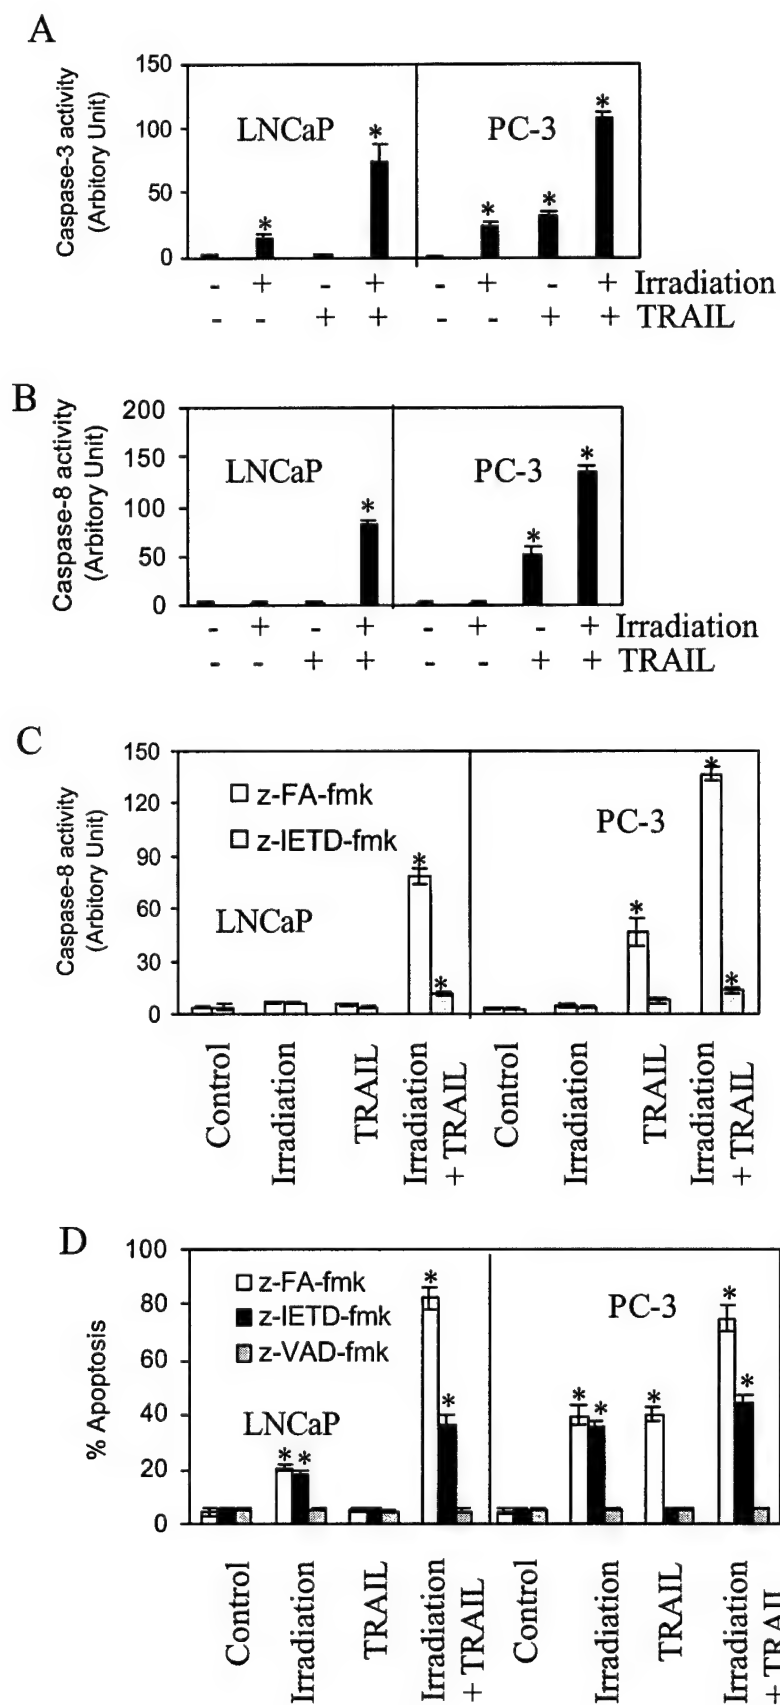 A
Caspase-3 activity
(Arbitory Unit)
150
100
50
0
LNCaP
PC-3
*
*
*
*
*
- + - + - + - + Irradiation
- - + + - - + + TRAIL
B
Caspase-8 activity
(Arbitory Unit)
200
150
100
50
0
LNCaP
PC-3
*
*
*
- + - + - + - + Irradiation
- - + + - - + + TRAIL
C
Caspase-8 activity
(Arbitory Unit)
150
120
90
60
30
0
z-FA-fmk
z-IETD-fmk
LNCaP
PC-3
*
*
*
*
*
Control
Irradiation
TRAIL
Irradiation
+ TRAIL
Control
Irradiation
TRAIL
Irradiation
+ TRAIL
D
% Apoptosis
100
80
60
40
20
0
z-FA-fmk
z-IETD-fmk
z-VAD-fmk
LNCaP
PC-3
*
*
*
*
*
*
*
*
*
Control
Irradiation
TRAIL
Irradiation
+ TRAIL
Control
Irradiation
TRAIL
Irradiation
+ TRAIL